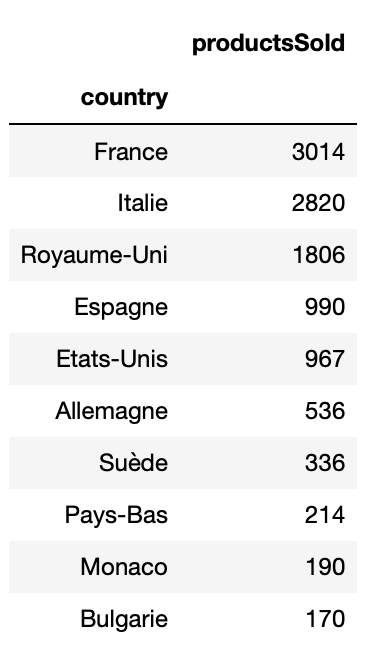 productsSold
country
France 3014
Italie 2820
Royaume-Uni 1806
Espagne 990
Etats-Unis 967
Allemagne 536
Suède 336
Pays-Bas 214
Monaco 190
Bulgarie 170